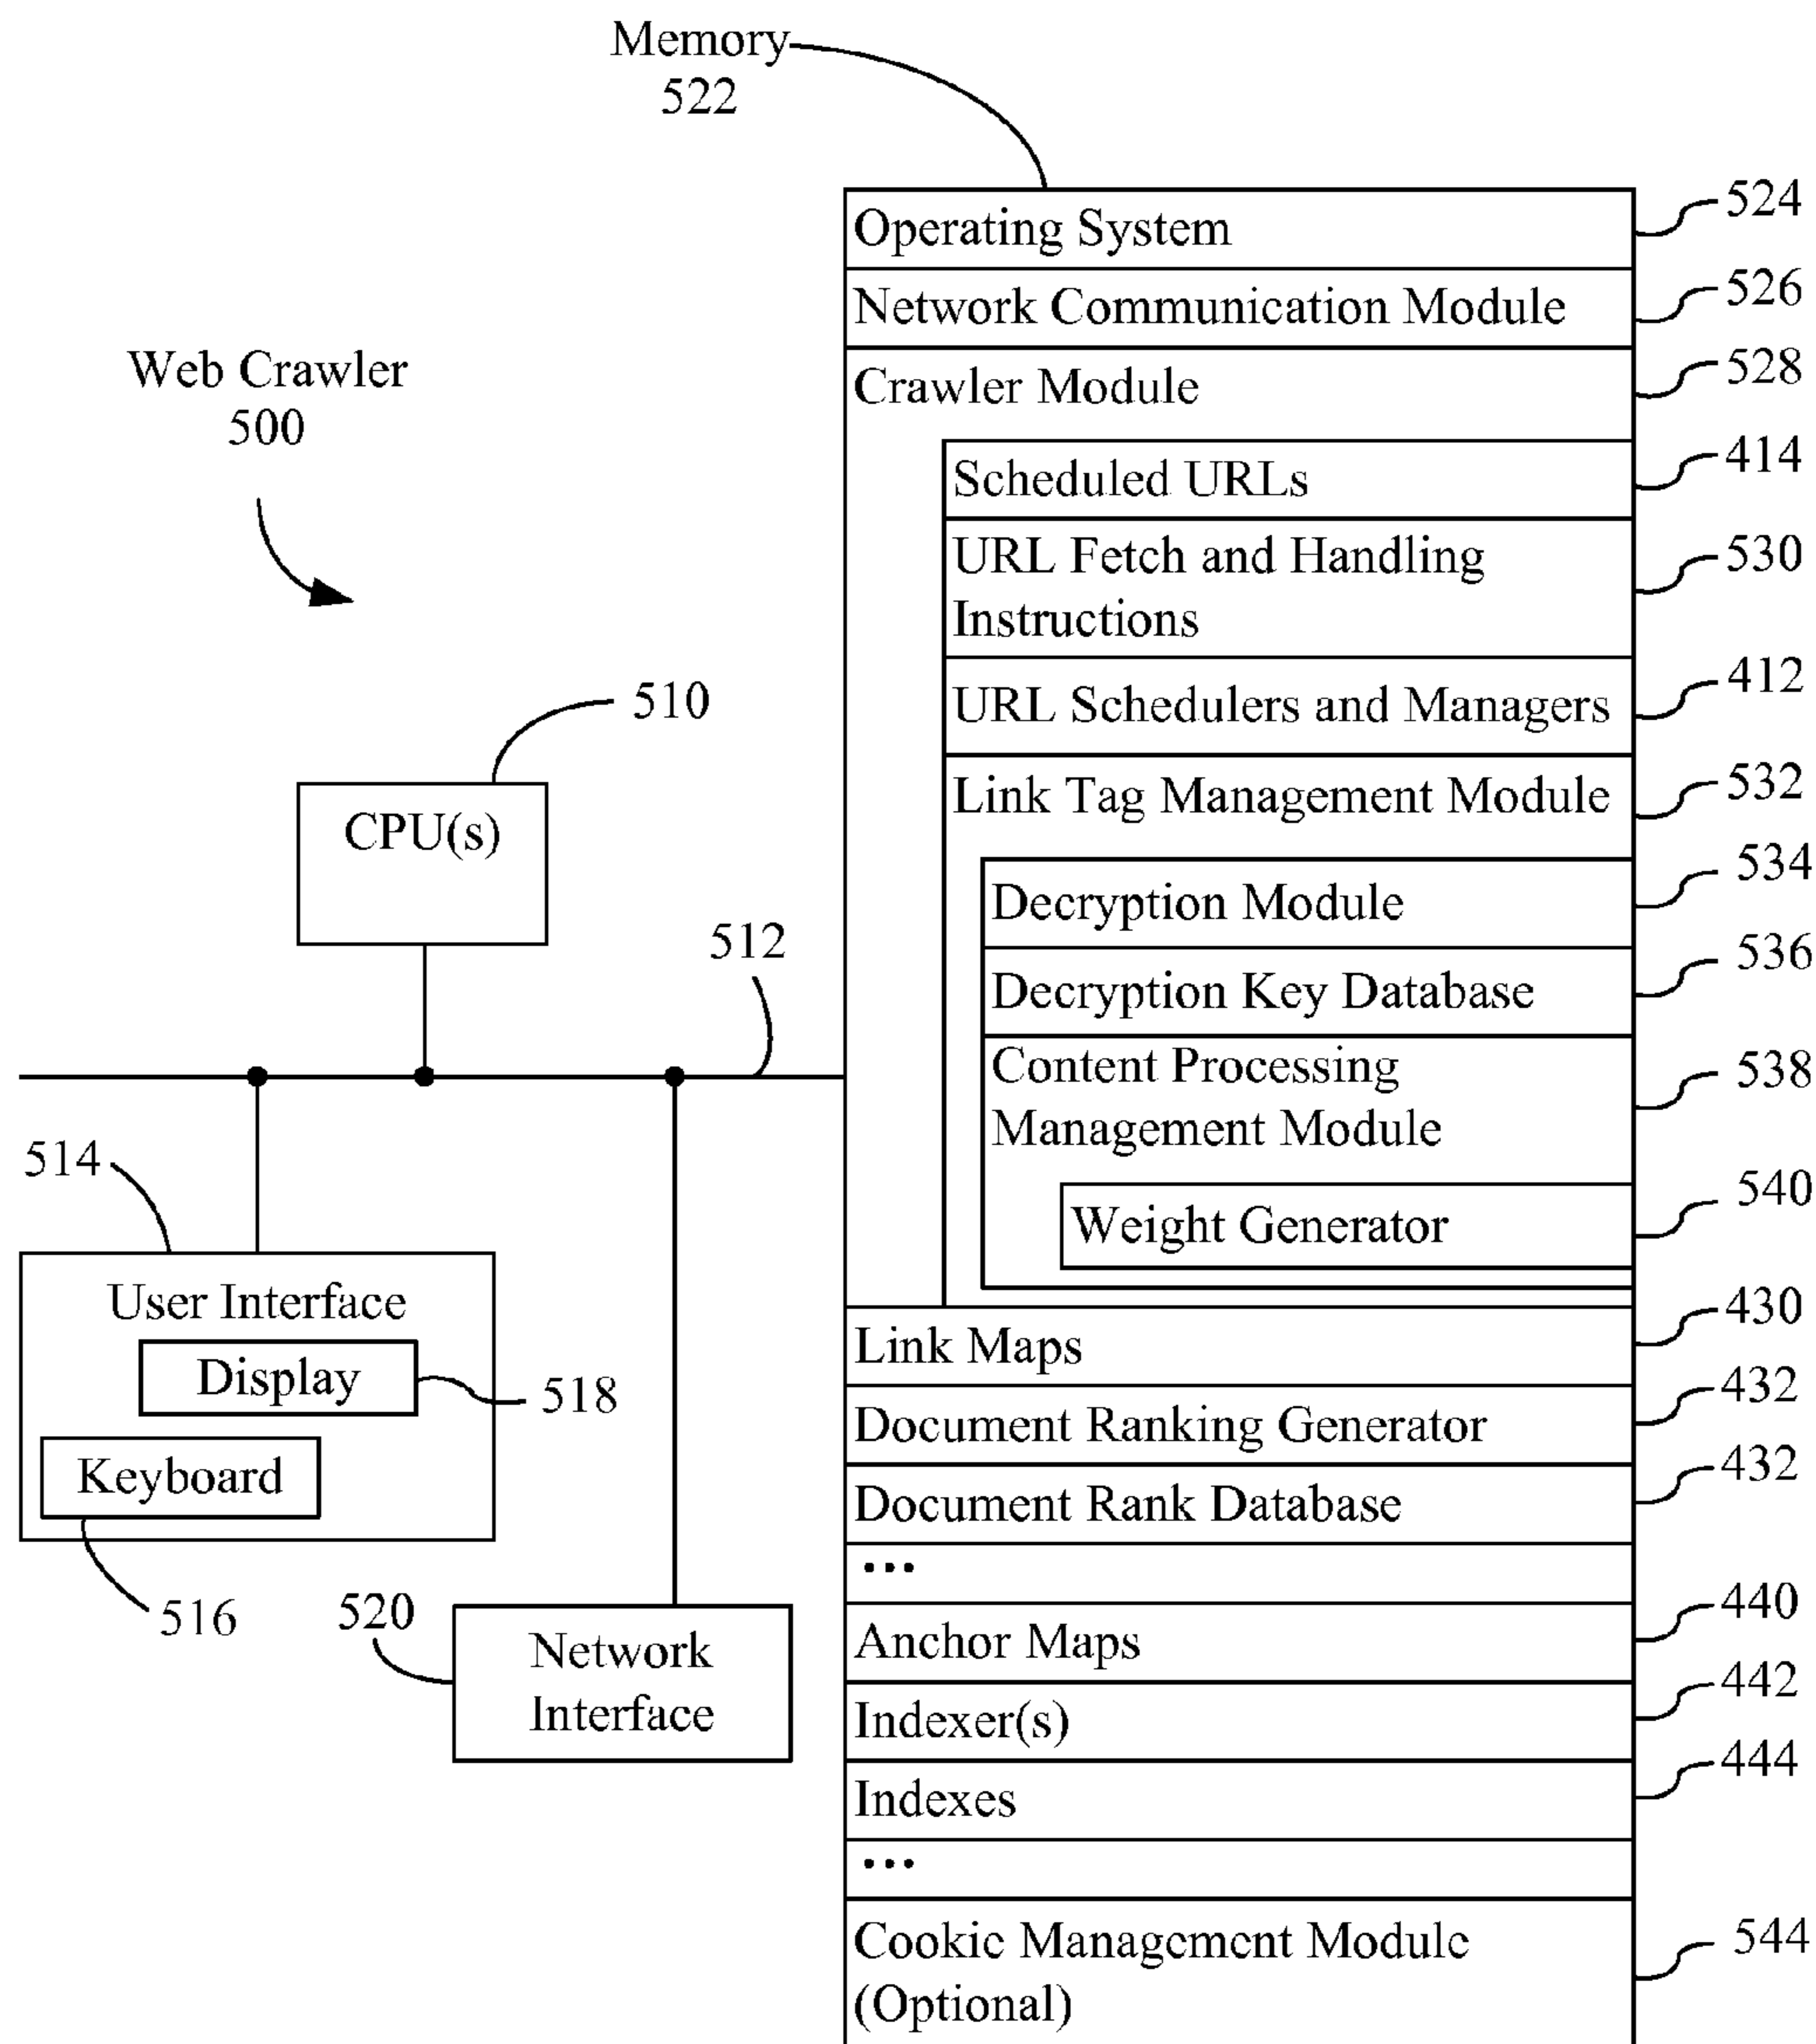 Memory
522
Operating System
524
Network Communication Module
526
Web Crawler
500
Crawler Module
528
Scheduled URLs
414
URL Fetch and Handling
Instructions
530
URL Schedulers and Managers
412
510
CPU(s)
Link Tag Management Module
532
Decryption Module
534
512
Decryption Key Database
536
Content Processing
Management Module
538
Weight Generator
540
514
User Interface
Display
518
Keyboard
516
520
Network
Interface
Link Maps
430
Document Ranking Generator
432
Document Rank Database
432
...
Anchor Maps
440
Indexer(s)
442
Indexes
444
...
Cookie Management Module
(Optional)
544